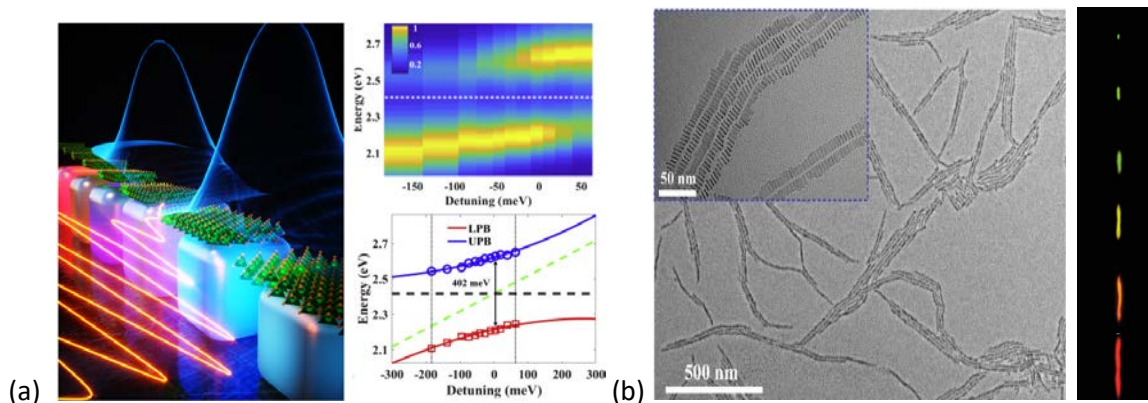 (a)
1
0.6
0.2
Energy (eV)
2.7
2.5
2.3
2.1
-150
-100
-50
0
50
Detuning (meV)
LPB
UPB
402 meV
Energy (eV)
2.7
2.5
2.3
2.1
-300
-200
-100
0
100
200
300
Detuning (meV)
(b)
50 nm
500 nm